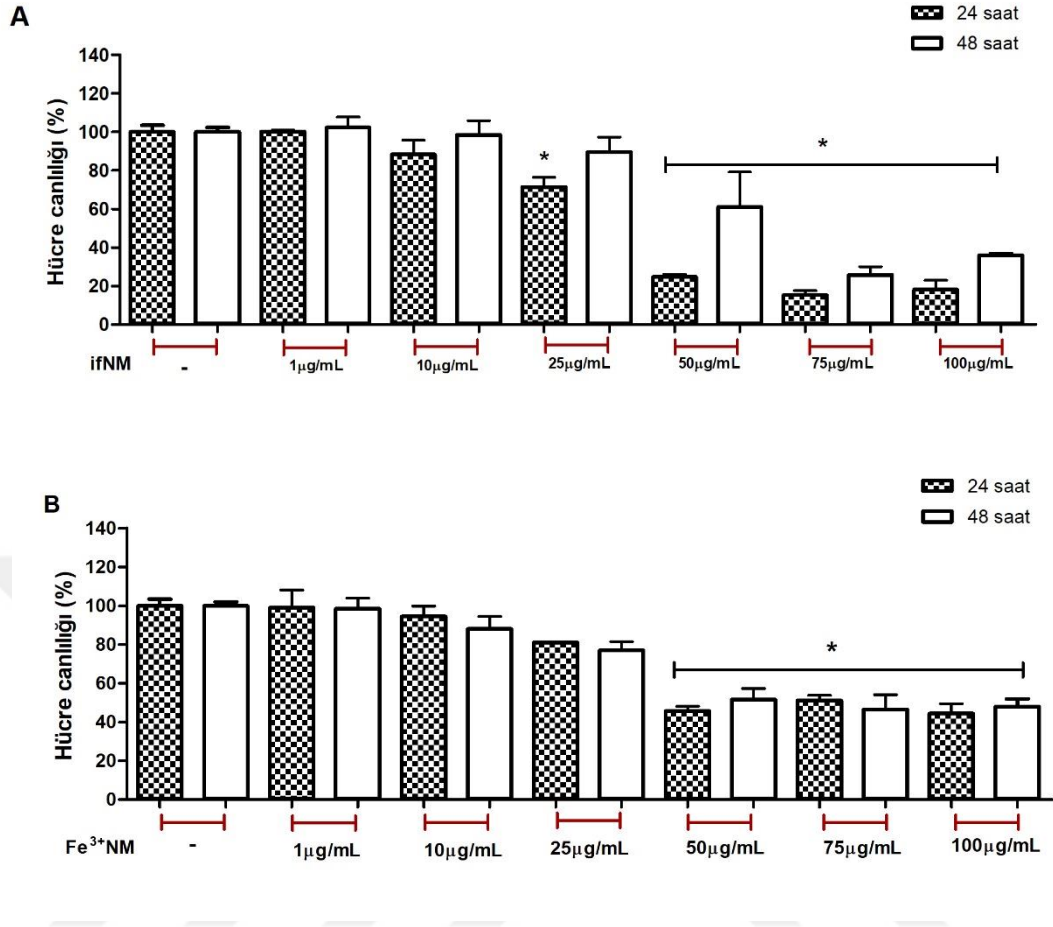 A
24 saat
48 saat
Hücre canlılığı (%)
140
120
100
80
60
40
20
0
*
*
ifNM - 1µg/mL 10µg/mL 25µg/mL 50µg/mL 75µg/mL 100µg/mL
B
24 saat
48 saat
Hücre canlılığı (%)
140
120
100
80
60
40
20
0
*
Fe³⁺NM - 1µg/mL 10µg/mL 25µg/mL 50µg/mL 75µg/mL 100µg/mL